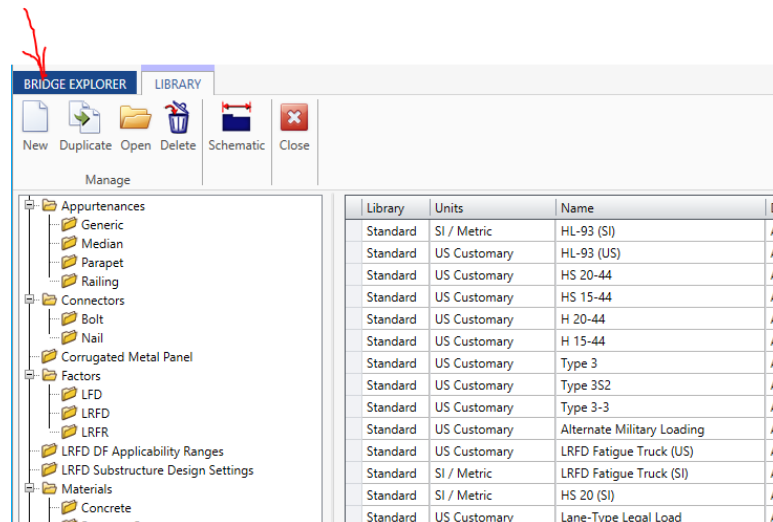 BRIDGE EXPLORER LIBRARY
New Duplicate Open Delete Schematic Close
Manage
Appurtenances
Generic
Median
Parapet
Railing
Connectors
Bolt
Nail
Corrugated Metal Panel
Factors
LFD
LRFD
LRFR
LRFD DF Applicability Ranges
LRFD Substructure Design Settings
Materials
Concrete
Library Units Name
Standard SI / Metric HL-93 (SI)
Standard US Customary HL-93 (US)
Standard US Customary HS 20-44
Standard US Customary HS 15-44
Standard US Customary H 20-44
Standard US Customary H 15-44
Standard US Customary Type 3
Standard US Customary Type 3S2
Standard US Customary Type 3-3
Standard US Customary Alternate Military Loading
Standard US Customary LRFD Fatigue Truck (US)
Standard SI / Metric LRFD Fatigue Truck (SI)
Standard SI / Metric HS 20 (SI)
Standard US Customary Lane-Type Legal Load